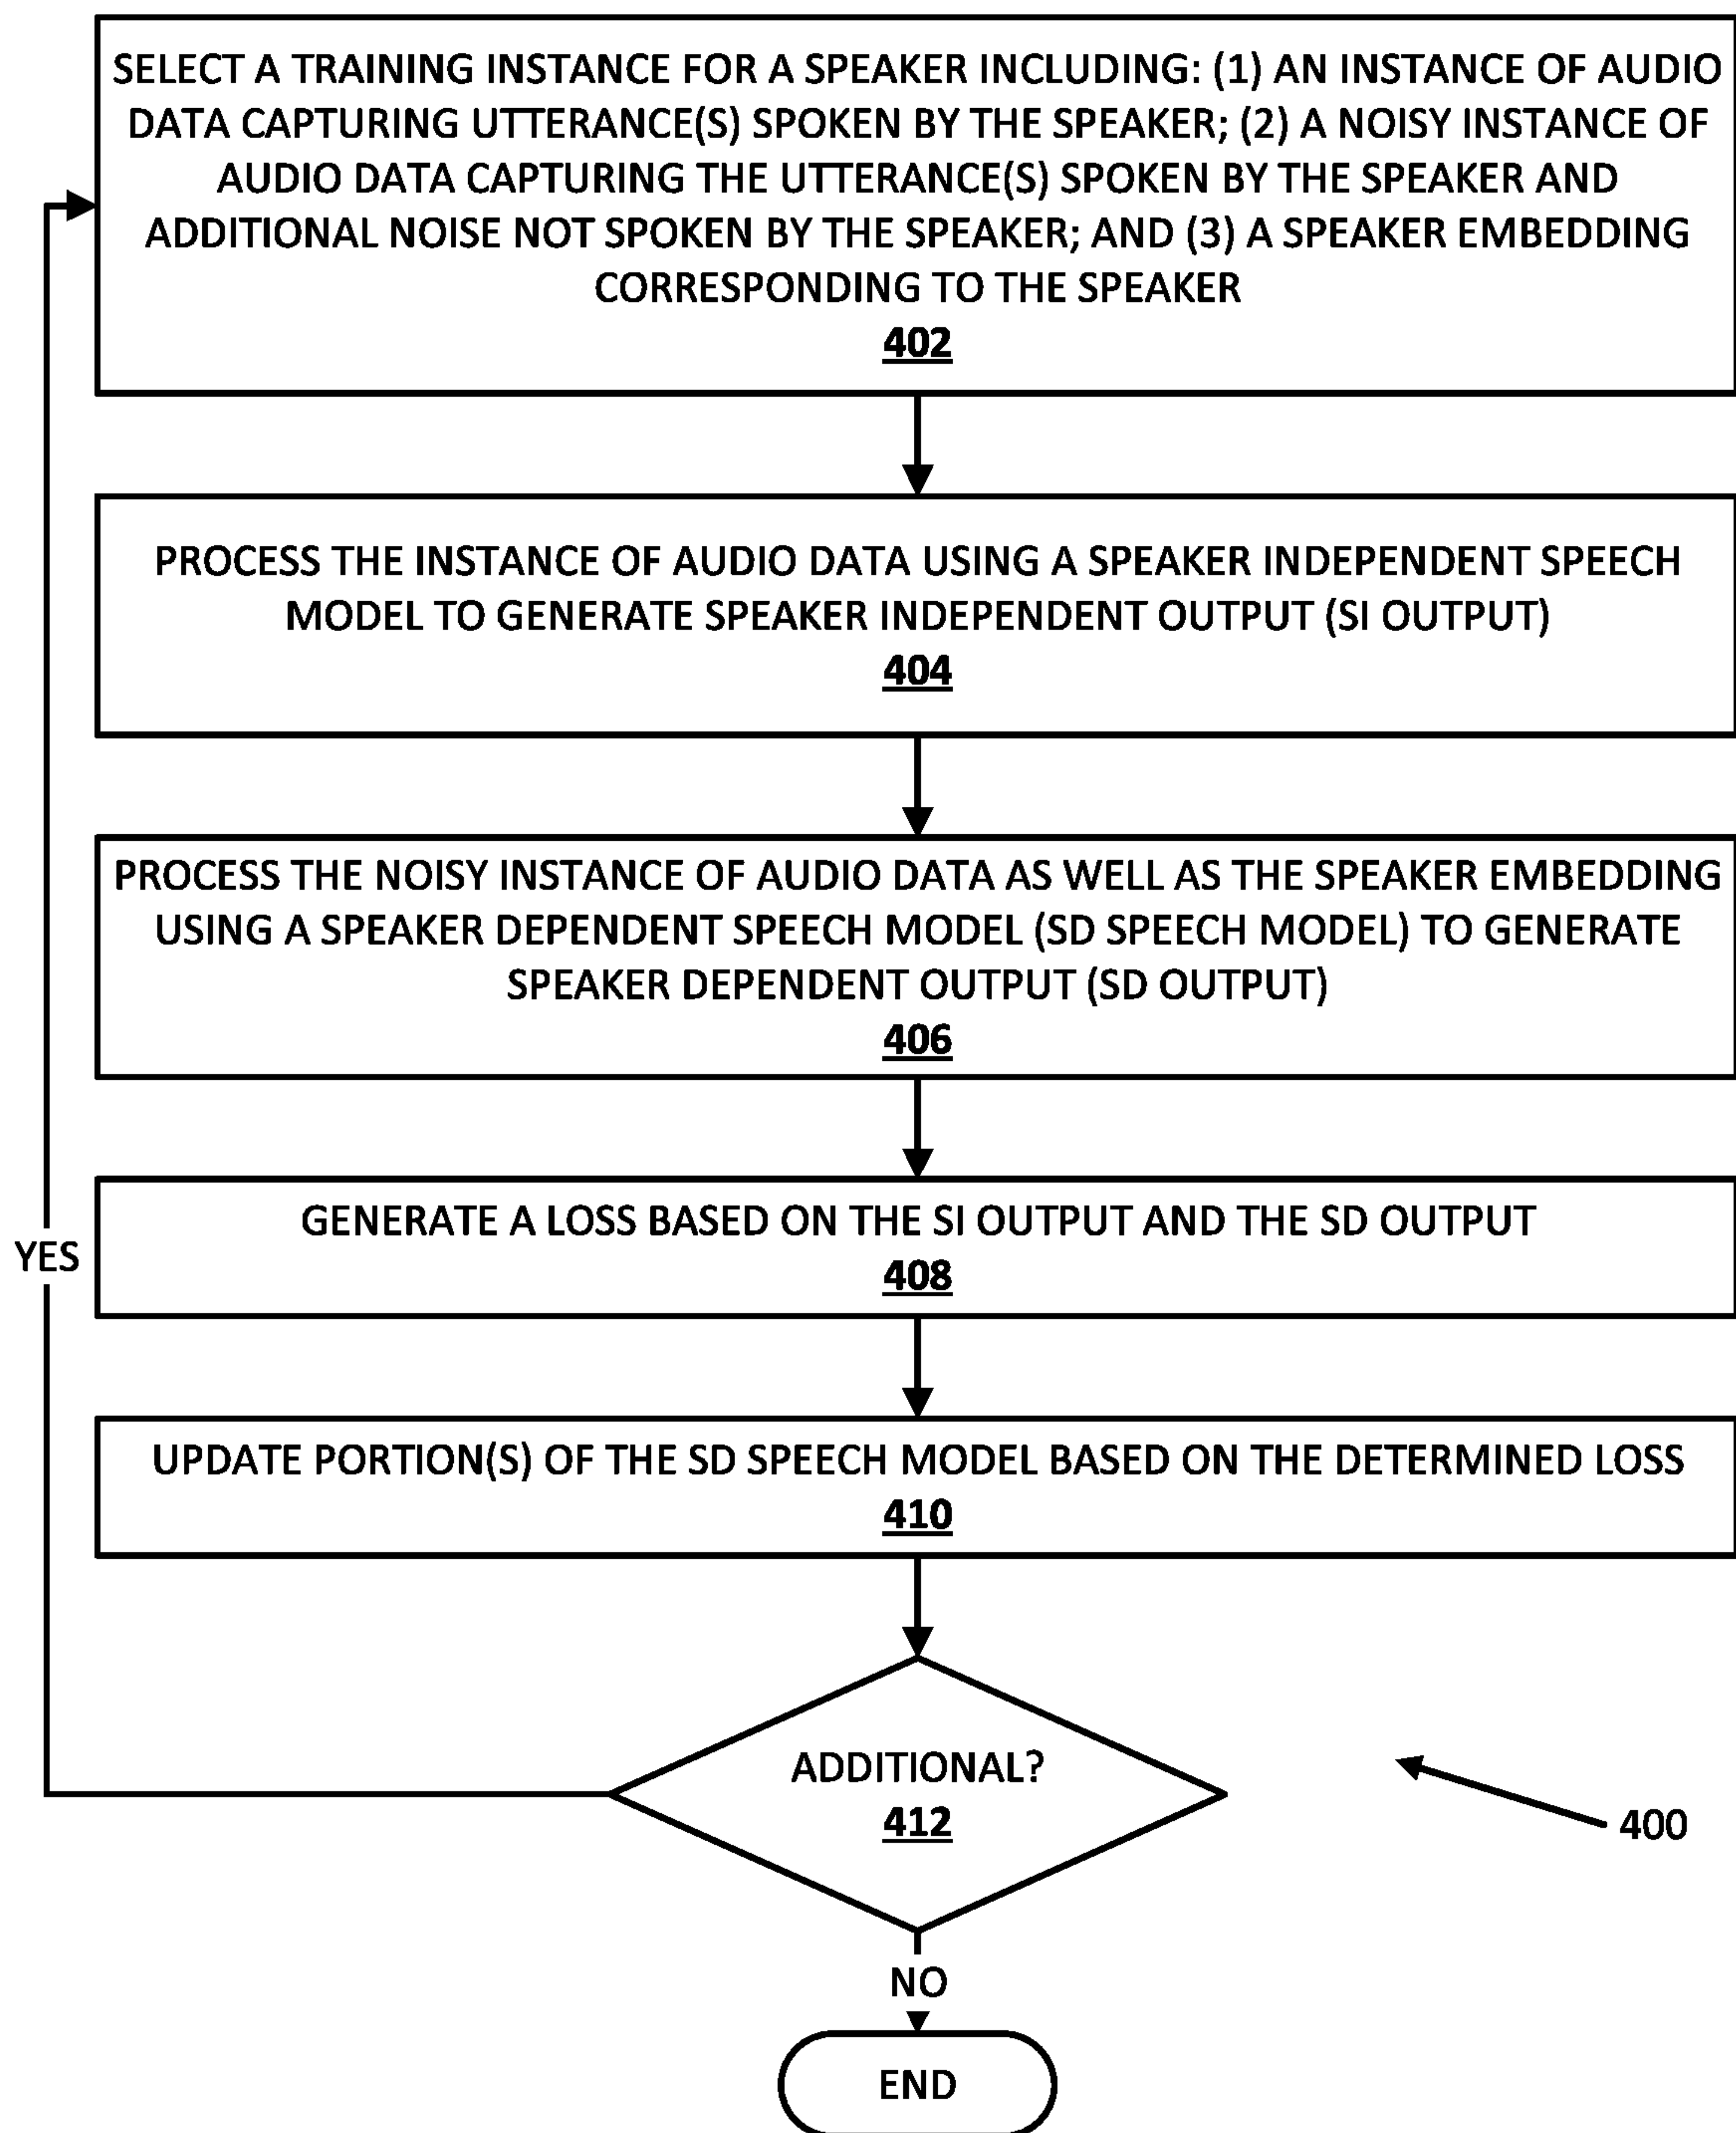 SELECT A TRAINING INSTANCE FOR A SPEAKER INCLUDING: (1) AN INSTANCE OF AUDIO
DATA CAPTURING UTTERANCE(S) SPOKEN BY THE SPEAKER; (2) A NOISY INSTANCE OF
AUDIO DATA CAPTURING THE UTTERANCE(S) SPOKEN BY THE SPEAKER AND
ADDITIONAL NOISE NOT SPOKEN BY THE SPEAKER; AND (3) A SPEAKER EMBEDDING
CORRESPONDING TO THE SPEAKER
402
PROCESS THE INSTANCE OF AUDIO DATA USING A SPEAKER INDEPENDENT SPEECH
MODEL TO GENERATE SPEAKER INDEPENDENT OUTPUT (SI OUTPUT)
404
PROCESS THE NOISY INSTANCE OF AUDIO DATA AS WELL AS THE SPEAKER EMBEDDING
USING A SPEAKER DEPENDENT SPEECH MODEL (SD SPEECH MODEL) TO GENERATE
SPEAKER DEPENDENT OUTPUT (SD OUTPUT)
406
GENERATE A LOSS BASED ON THE SI OUTPUT AND THE SD OUTPUT
408
YES
UPDATE PORTION(S) OF THE SD SPEECH MODEL BASED ON THE DETERMINED LOSS
410
ADDITIONAL?
412
400
NO
END